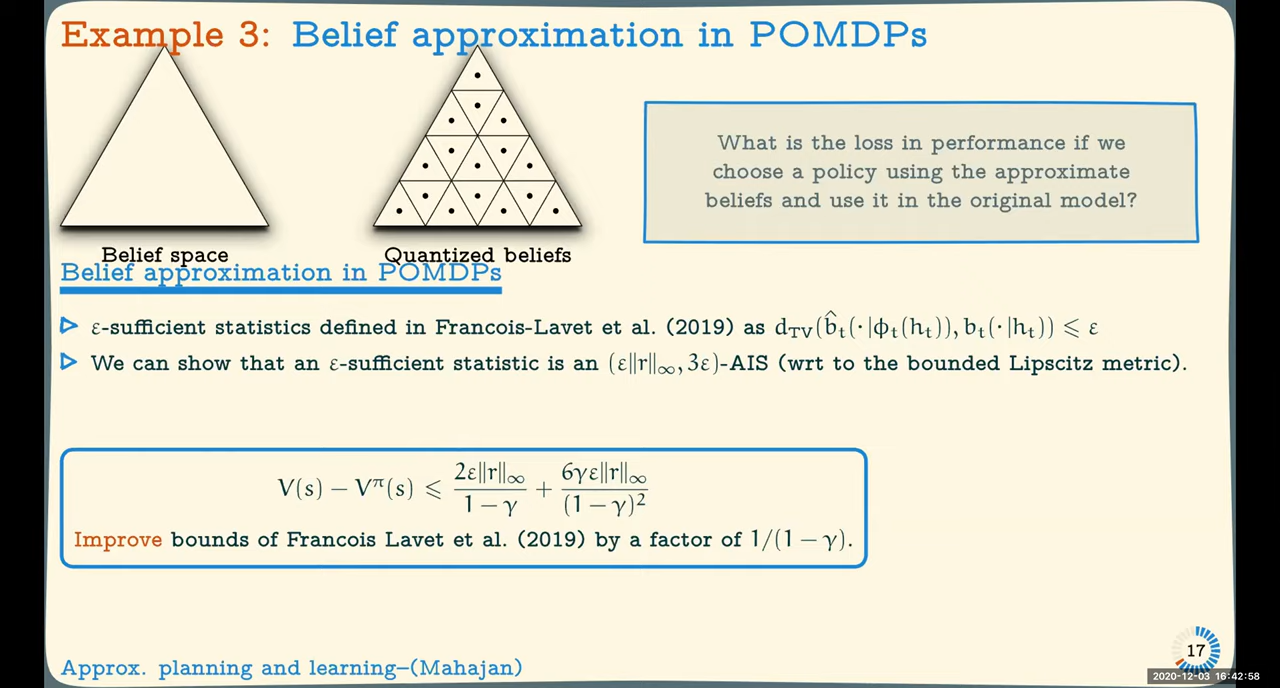 Example 3: Belief approximation in POMDPs
What is the loss in performance if we
choose a policy using the approximate
beliefs and use it in the original model?
Belief space
Quantized beliefs
Belief approximation in POMDPs
ε-sufficient statistics defined in Francois-Lavet et al. (2019) as d_TV(b̂_t(·|ϕ_t(h_t)), b_t(·|h_t)) ⩽ ε
We can show that an ε-sufficient statistic is an (ε‖r‖_∞, 3ε)-AIS (wrt to the bounded Lipscitz metric).
V(s) − V^π(s) ⩽ 2ε‖r‖_∞/(1 − γ) + 6γε‖r‖_∞/(1 − γ)²
Improve bounds of Francois Lavet et al. (2019) by a factor of 1/(1 − γ).
Approx. planning and learning–(Mahajan)
17
2020-12-03 16:42:58